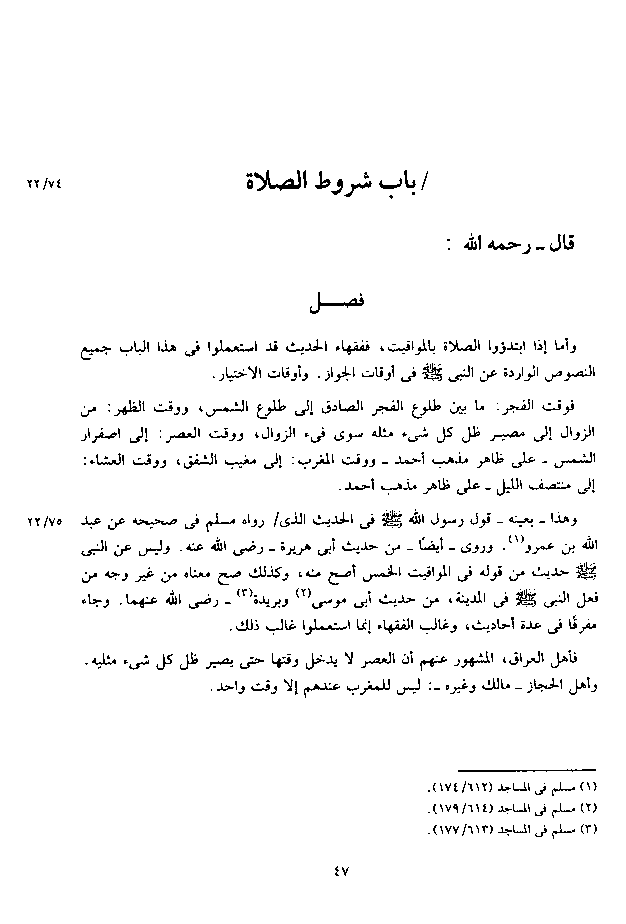 / باب شروط الصلاة ٢٢/٧٤
قال ـ رحمه الله :
فصــل
وأما إذا ابتدؤوا الصلاة بالمواقيت، ففقهاء الحديث قد استعملوا فى هذا الباب جميع
النصوص الواردة عن النبى ﷺ فى أوقات الجواز. وأوقات الاختيار.
فوقت الفجر: ما بين طلوع الفجر الصادق إلى طلوع الشمس، ووقت الظهر: من
الزوال إلى مصير ظل كل شىء مثله سوى فىء الزوال، ووقت العصر: إلى اصفرار
الشمس ـ على ظاهر مذهب أحمد ـ ووقت المغرب: إلى مغيب الشفق، ووقت العشاء:
إلى منتصف الليل ـ على ظاهر مذهب أحمد.
وهذا ـ بعينه ـ قول رسول الله ﷺ فى الحديث الذى/ رواه مسلم فى صحيحه عن عبد ٢٢/٧٥
الله بن عمرو(١). وروى ـ أيضًا ـ من حديث أبى هريرة ـ رضى الله عنه. وليس عن النبى
ﷺ حديث من قوله فى المواقيت الخمس أصح منه، وكذلك صح معناه من غير وجه من
فعل النبى ﷺ فى المدينة، من حديث أبى موسى(٢) وبريدة(٣) ـ رضى الله عنهما. وجاء
مفرقًا فى عدة أحاديث، وغالب الفقهاء إنما استعملوا غالب ذلك.
فأهل العراق، المشهور عنهم أن العصر لا يدخل وقتها حتى يصير ظل كل شىء مثليه.
وأهل الحجاز ـ مالك وغيره ـ: ليس للمغرب عندهم إلا وقت واحد.
(١) مسلم فى المساجد (٦١٢/ ١٧٤).
(٢) مسلم فى المساجد (٦١٤/ ١٧٩).
(٣) مسلم فى المساجد (٦١٣/ ١٧٧).
٤٧